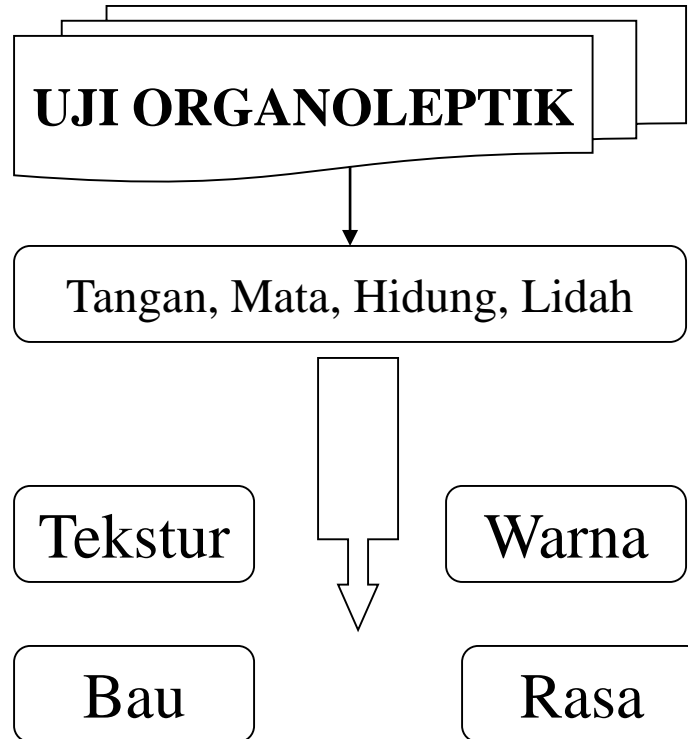 UJI ORGANOLEPTIK
Tangan, Mata, Hidung, Lidah
Tekstur
Warna
Bau
Rasa